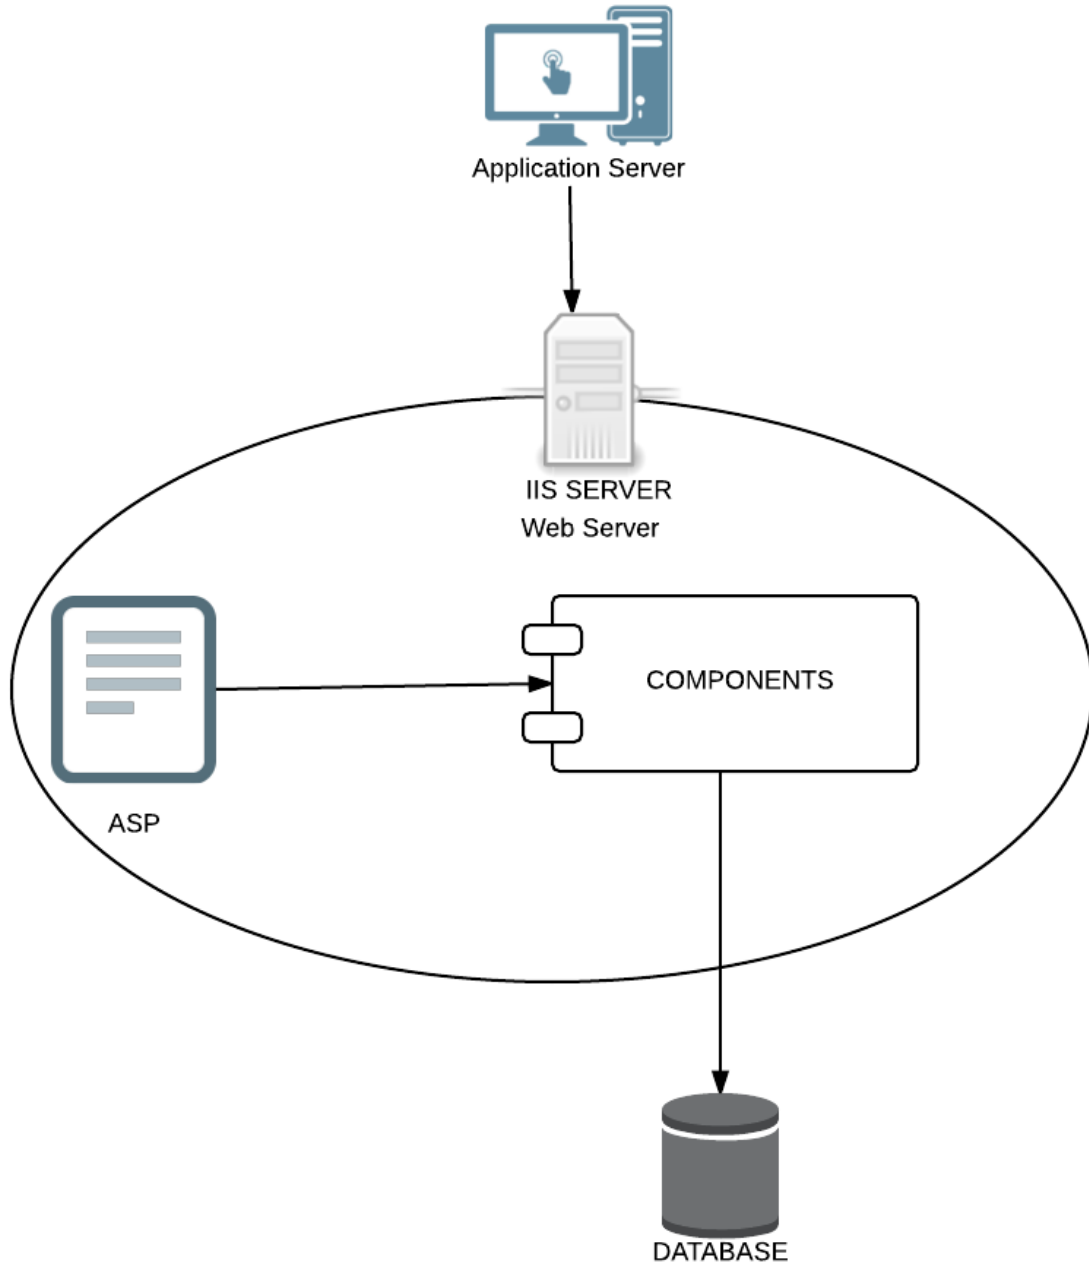 Application Server
IIS SERVER
Web Server
COMPONENTS
ASP
DATABASE